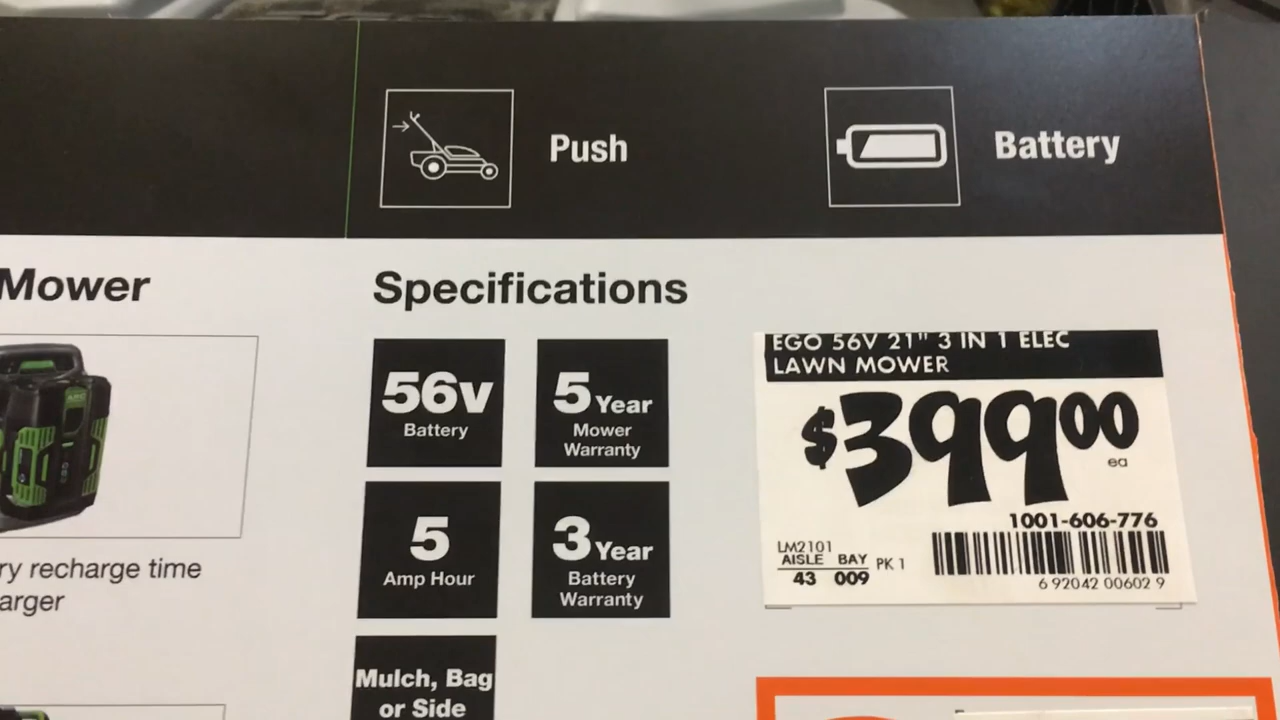 Push
Battery
Mower
Specifications
56v
Battery
5 Year
Mower
Warranty
5
Amp Hour
3 Year
Battery
Warranty
Mulch, Bag
or Side
EGO 56V 21" 3 IN 1 ELEC
LAWN MOWER
$39900
ea
1001-606-776
LM2101
AISLE BAY PK 1
43 009
6 92042 00602 9
ry recharge time
arger